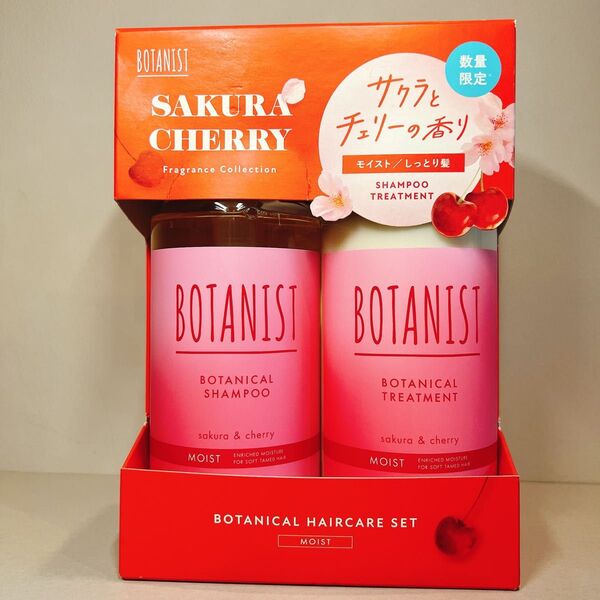 BOTANIST
SAKURA
CHERRY
Fragrance Collection
サクラと
チェリーの香り
モイスト/しっとり髪
SHAMPOO
TREATMENT
数量
限定*
BOTANIST
BOTANICAL
SHAMPOO
sakura & cherry
MOIST
ENRICHED MOISTURE
FOR SOFT TAMED HAIR
BOTANIST
BOTANICAL
TREATMENT
sakura & cherry
MOIST
ENRICHED MOISTURE
FOR SOFT TAMED HAIR
BOTANICAL HAIRCARE SET
MOIST